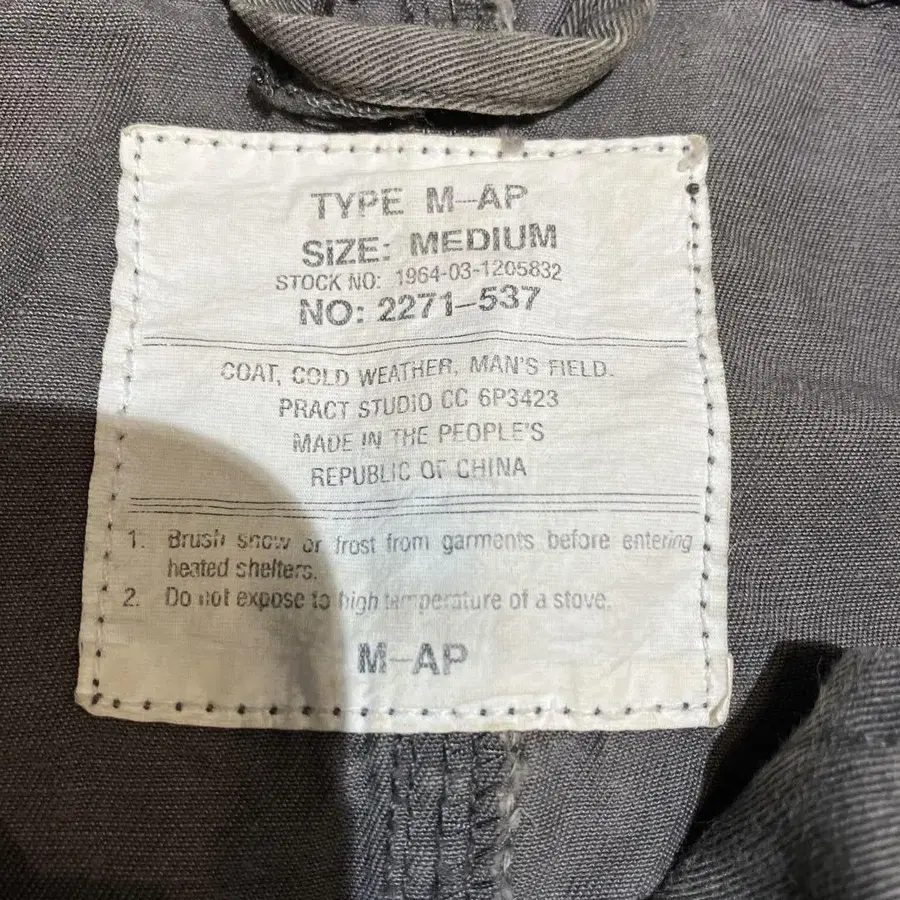 TYPE M-AP
SiZE: MEDIUM
STOCK NO: 1964-03-1205832
NO: 2271-537
COAT, COLD WEATHER, MAN'S FIELD.
PRACT STUDIO CC 6P3423
MADE IN THE PEOPLE'S
REPUBLIC OF CHINA
1. Brush snow or frost from garments before entering
heated shelters.
2. Do not expose to high temperature of a stove.
M-AP